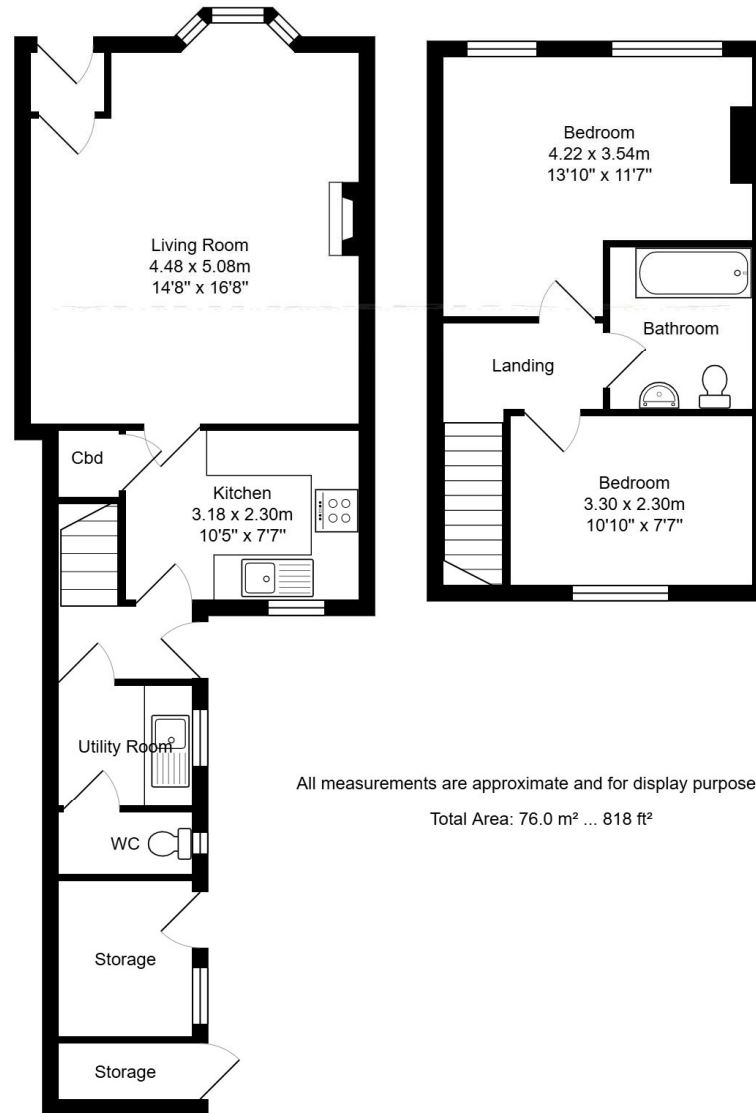 Living Room
4.48 x 5.08m
14'8" x 16'8"
Cbd
Kitchen
3.18 x 2.30m
10'5" x 7'7"
Utility Room
WC
Storage
Storage
Bedroom
4.22 x 3.54m
13'10" x 11'7"
Bathroom
Landing
Bedroom
3.30 x 2.30m
10'10" x 7'7"
All measurements are approximate and for display purpose
Total Area: 76.0 m² ... 818 ft²